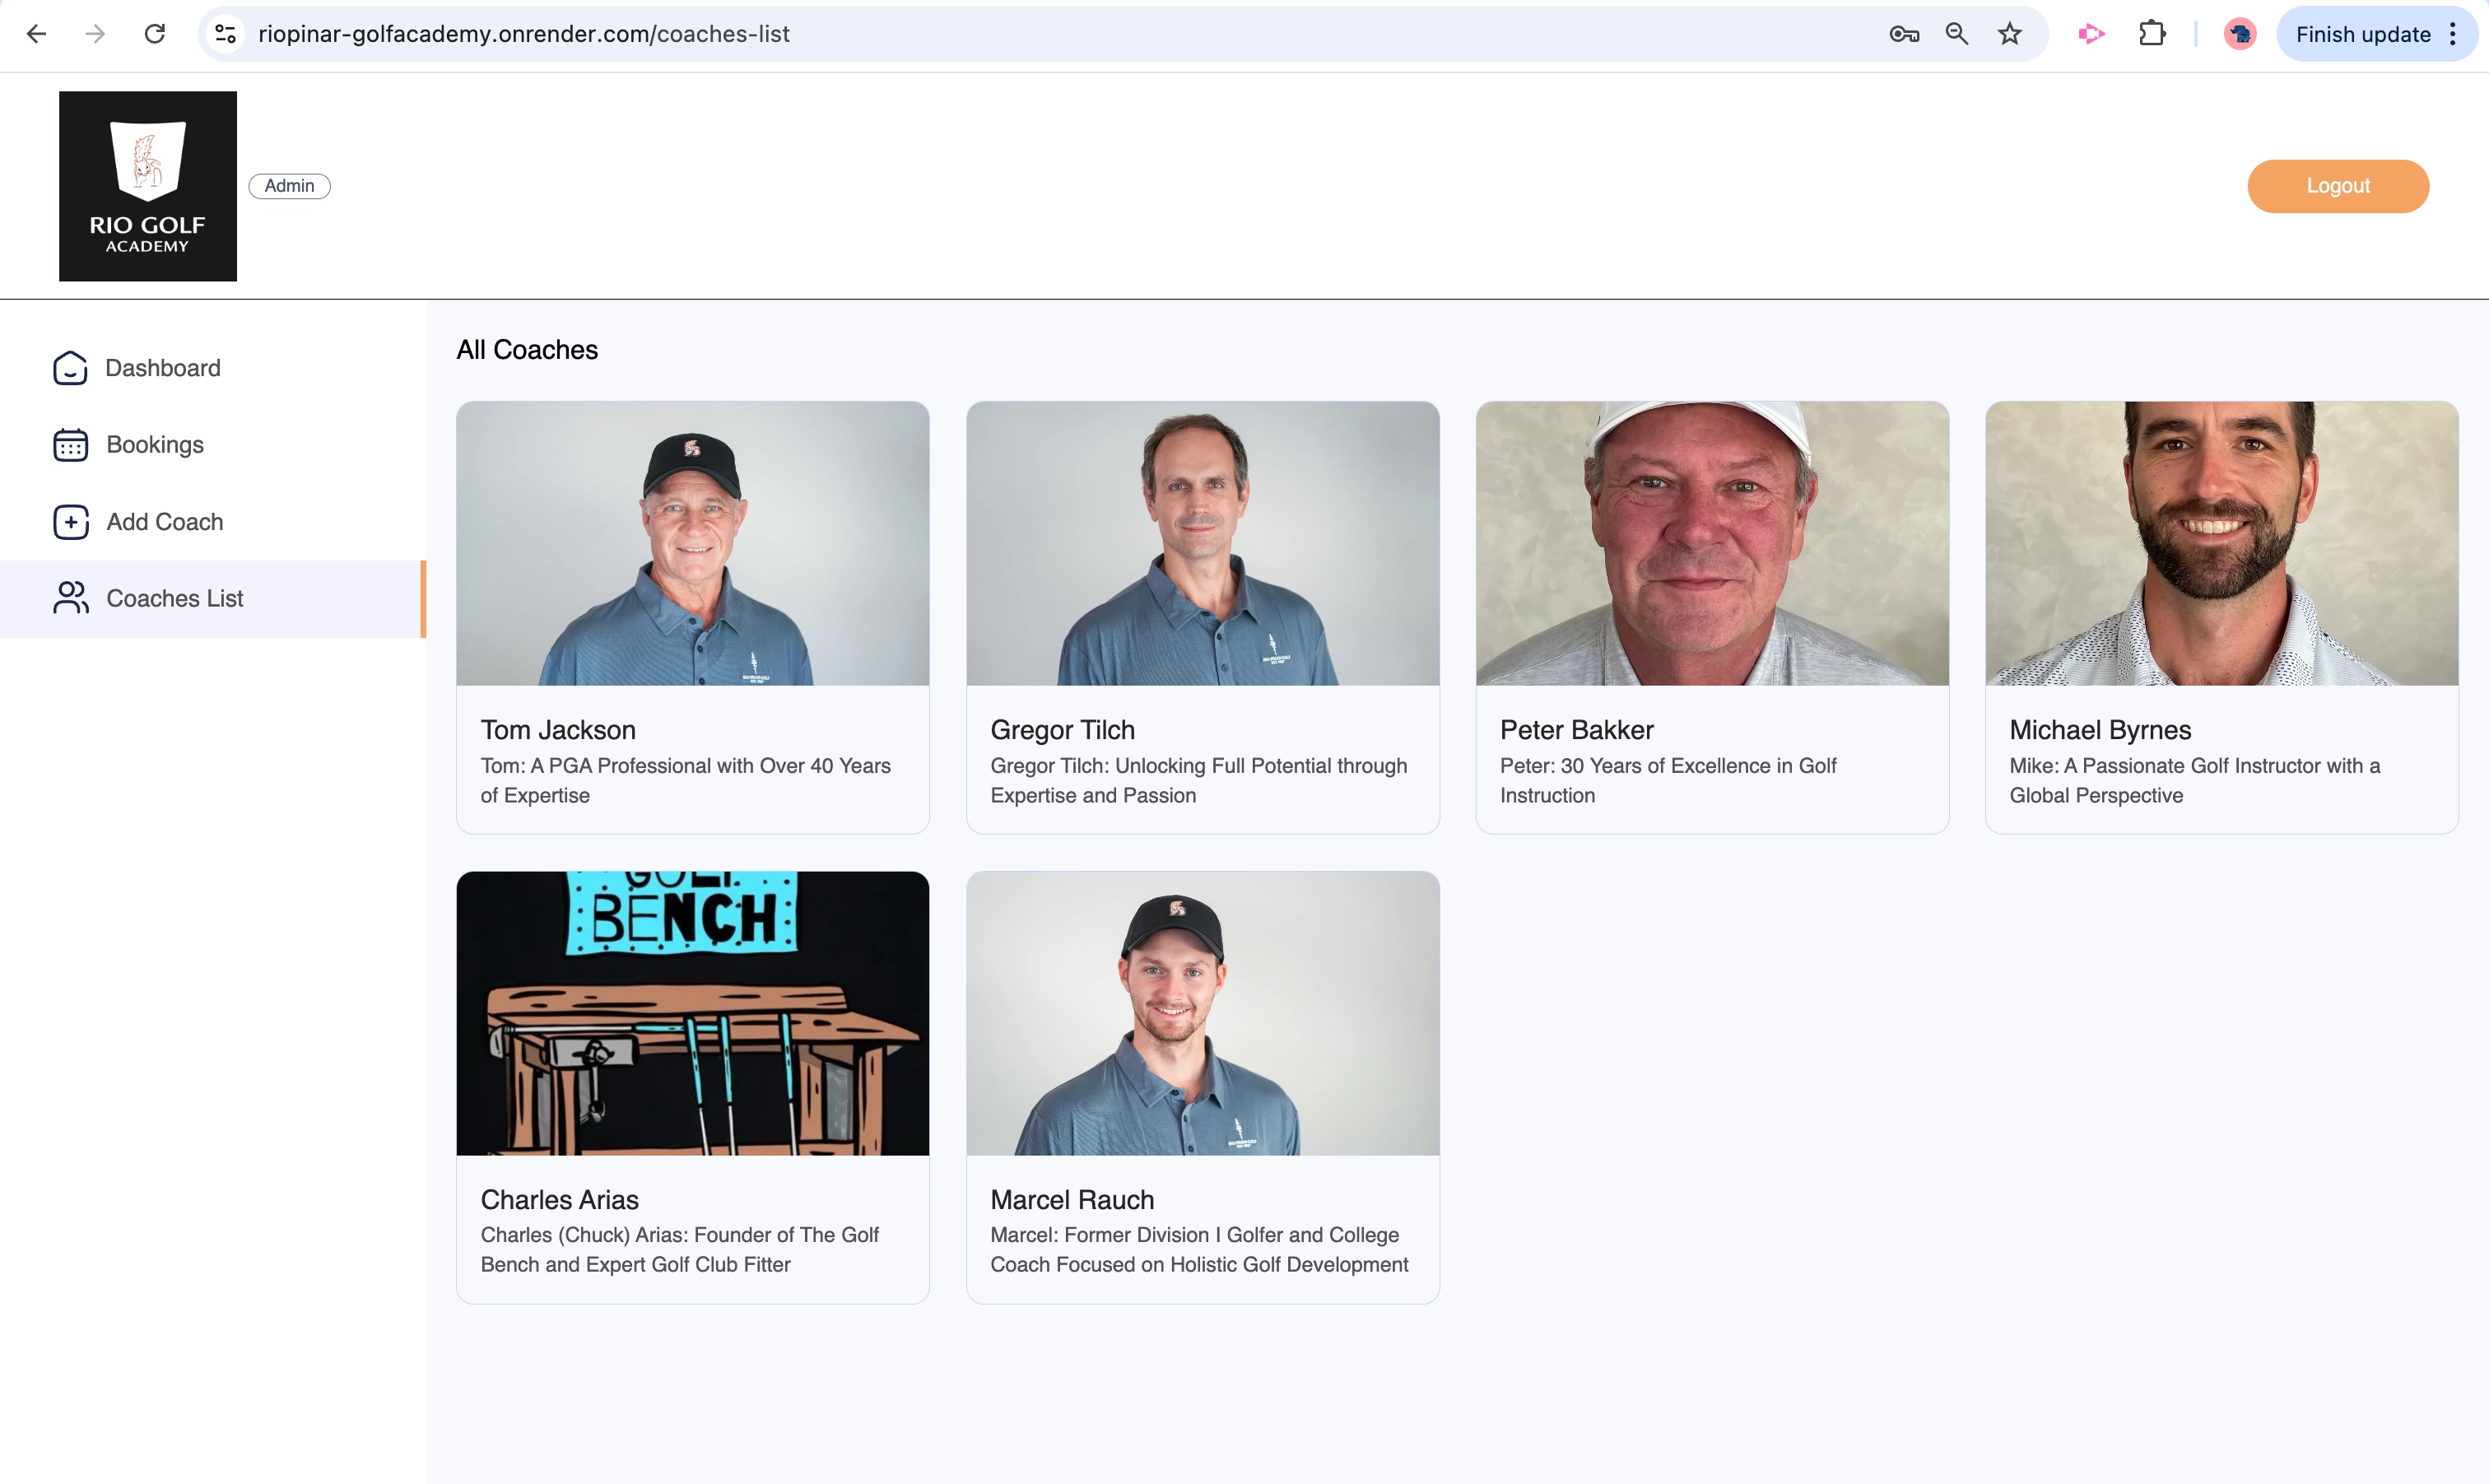 riopinar-golfacademy.onrender.com/coaches-list
Finish update
RIO GOLF
ACADEMY
Admin
Logout
Dashboard
Bookings
Add Coach
Coaches List
All Coaches
Tom Jackson
Tom: A PGA Professional with Over 40 Years
of Expertise
Gregor Tilch
Gregor Tilch: Unlocking Full Potential through
Expertise and Passion
Peter Bakker
Peter: 30 Years of Excellence in Golf
Instruction
Michael Byrnes
Mike: A Passionate Golf Instructor with a
Global Perspective
GOLF
BENCH
Charles Arias
Charles (Chuck) Arias: Founder of The Golf
Bench and Expert Golf Club Fitter
Marcel Rauch
Marcel: Former Division I Golfer and College
Coach Focused on Holistic Golf Development